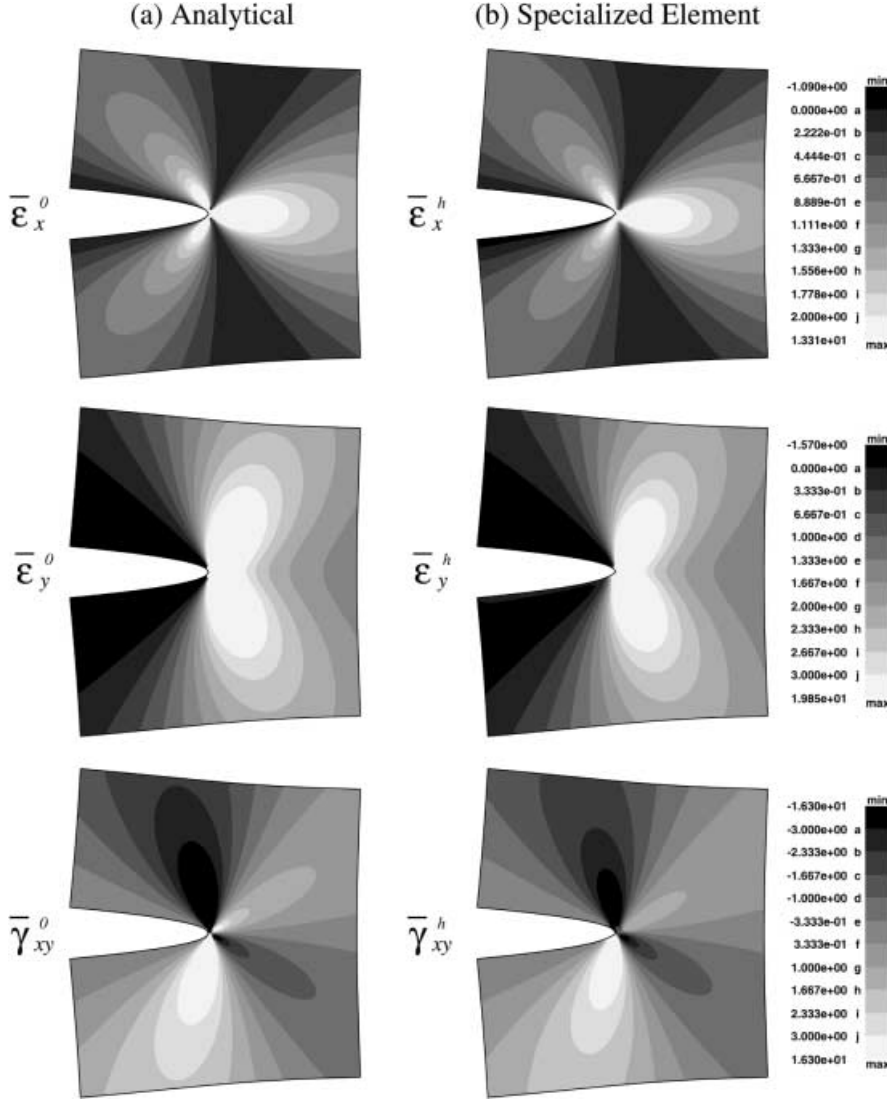 (a) Analytical
(b) Specialized Element
ε̅ x 0
ε̅ x h
min
-1.090e+00
0.000e+00 a
2.222e-01 b
4.444e-01 c
6.667e-01 d
8.889e-01 e
1.111e+00 f
1.333e+00 g
1.556e+00 h
1.778e+00 i
2.000e+00 j
1.331e+01
max
ε̅ y 0
ε̅ y h
min
-1.570e+00
0.000e+00 a
3.333e-01 b
6.667e-01 c
1.000e+00 d
1.333e+00 e
1.667e+00 f
2.000e+00 g
2.333e+00 h
2.667e+00 i
3.000e+00 j
1.985e+01
max
γ̅ xy 0
γ̅ xy h
min
-1.630e+01
-3.000e+00 a
-2.333e+00 b
-1.667e+00 c
-1.000e+00 d
-3.333e-01 e
3.333e-01 f
1.000e+00 g
1.667e+00 h
2.333e+00 i
3.000e+00 j
1.630e+01
max